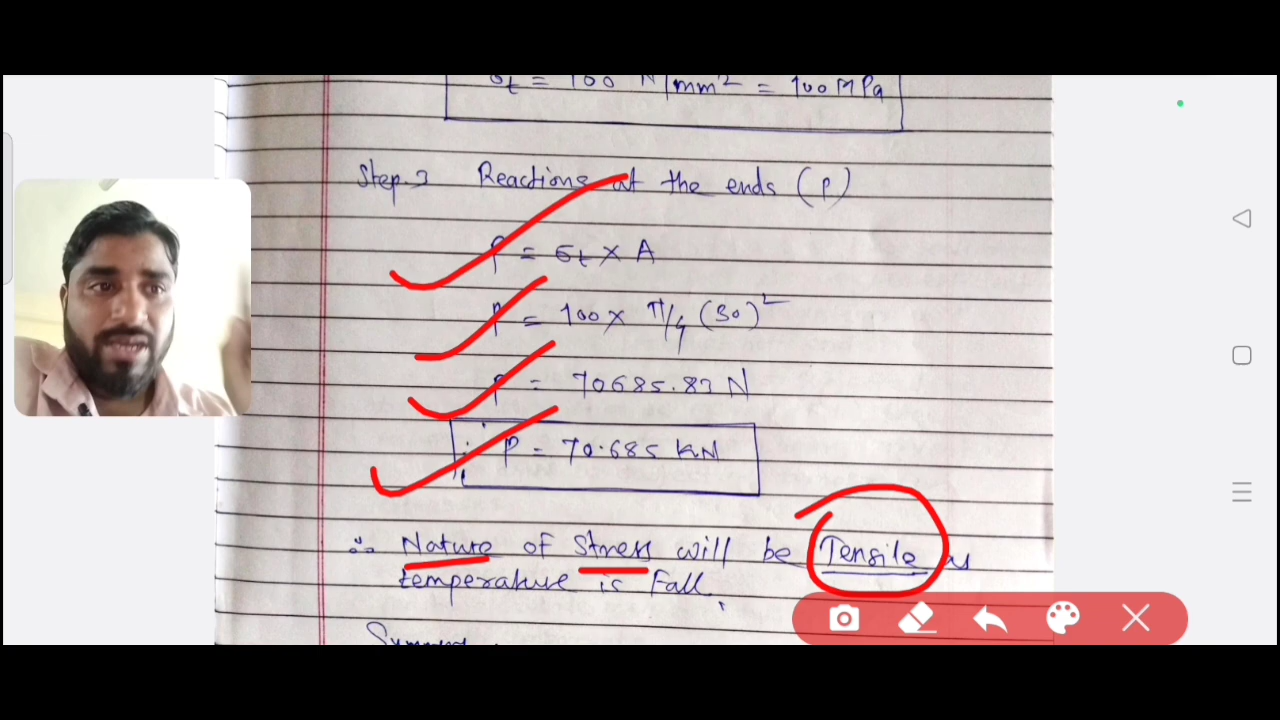 σt = 100 N/mm² = 100 MPa
Step 3 Reactions at the ends (P)
P = σt × A
P = 100 × π/4 (30)²
P = 70685.83 N
∴ P = 70.685 kN
∴ Nature of Stress will be Tensile as
temperature is Fall.